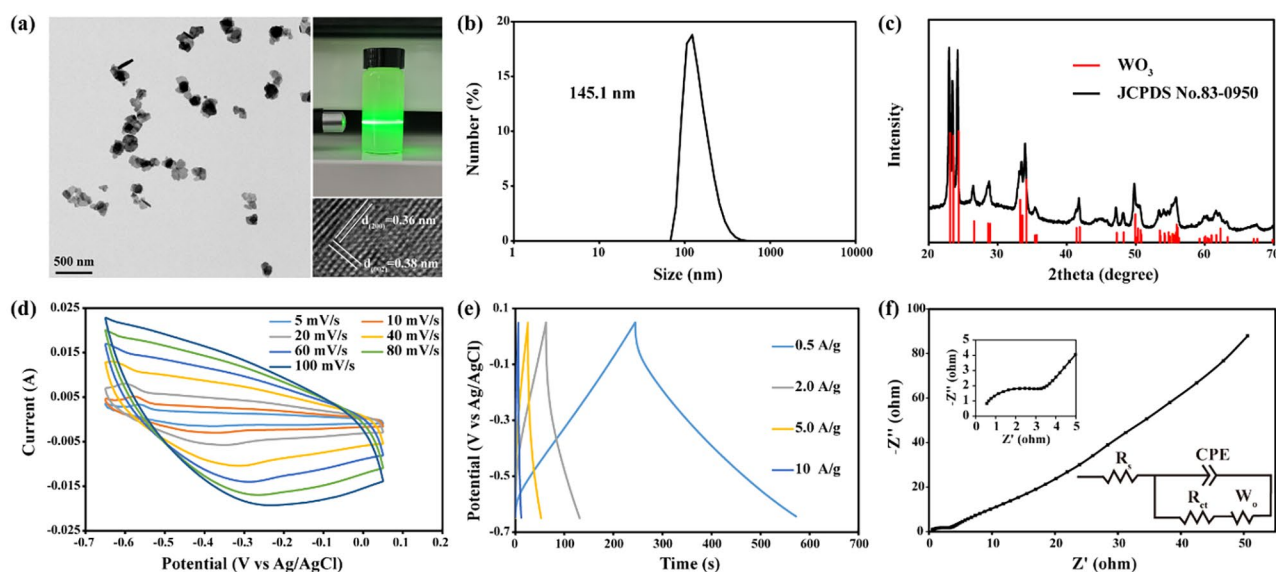 (a)
500 nm
d(200)=0.36 nm
d(002)=0.38 nm
(b)
145.1 nm
Number (%)
20
15
10
5
0
1
10
100
1000
10000
Size (nm)
(c)
WO3
JCPDS No.83-0950
Intensity
20
30
40
50
60
70
2theta (degree)
(d)
5 mV/s
10 mV/s
20 mV/s
40 mV/s
60 mV/s
80 mV/s
100 mV/s
Current (A)
0.025
0.015
0.005
-0.005
-0.015
-0.025
-0.7
-0.6
-0.5
-0.4
-0.3
-0.2
-0.1
0.0
0.1
0.2
Potential (V vs Ag/AgCl)
(e)
0.5 A/g
2.0 A/g
5.0 A/g
10 A/g
Potential (V vs Ag/AgCl)
0.1
-0.1
-0.3
-0.5
-0.7
0
100
200
300
400
500
600
700
Time (s)
(f)
-Z'' (ohm)
100
80
60
40
20
0
0
10
20
30
40
50
Z' (ohm)
-Z'' (ohm)
5
4
3
2
1
0
0
1
2
3
4
5
Z' (ohm)
Rs
CPE
Rct
Wo